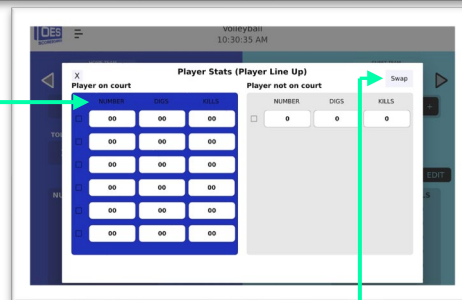 DES
Volleyball
10:30:35 AM
Player Stats (Player Line Up)
X
Swap
Player on court
Player not on court
NUMBER DIGS KILLS
NUMBER DIGS KILLS
00 00 00
0 0 0
00 00 00
00 00 00
00 00 00
00 00 00
00 00 00
+
EDIT